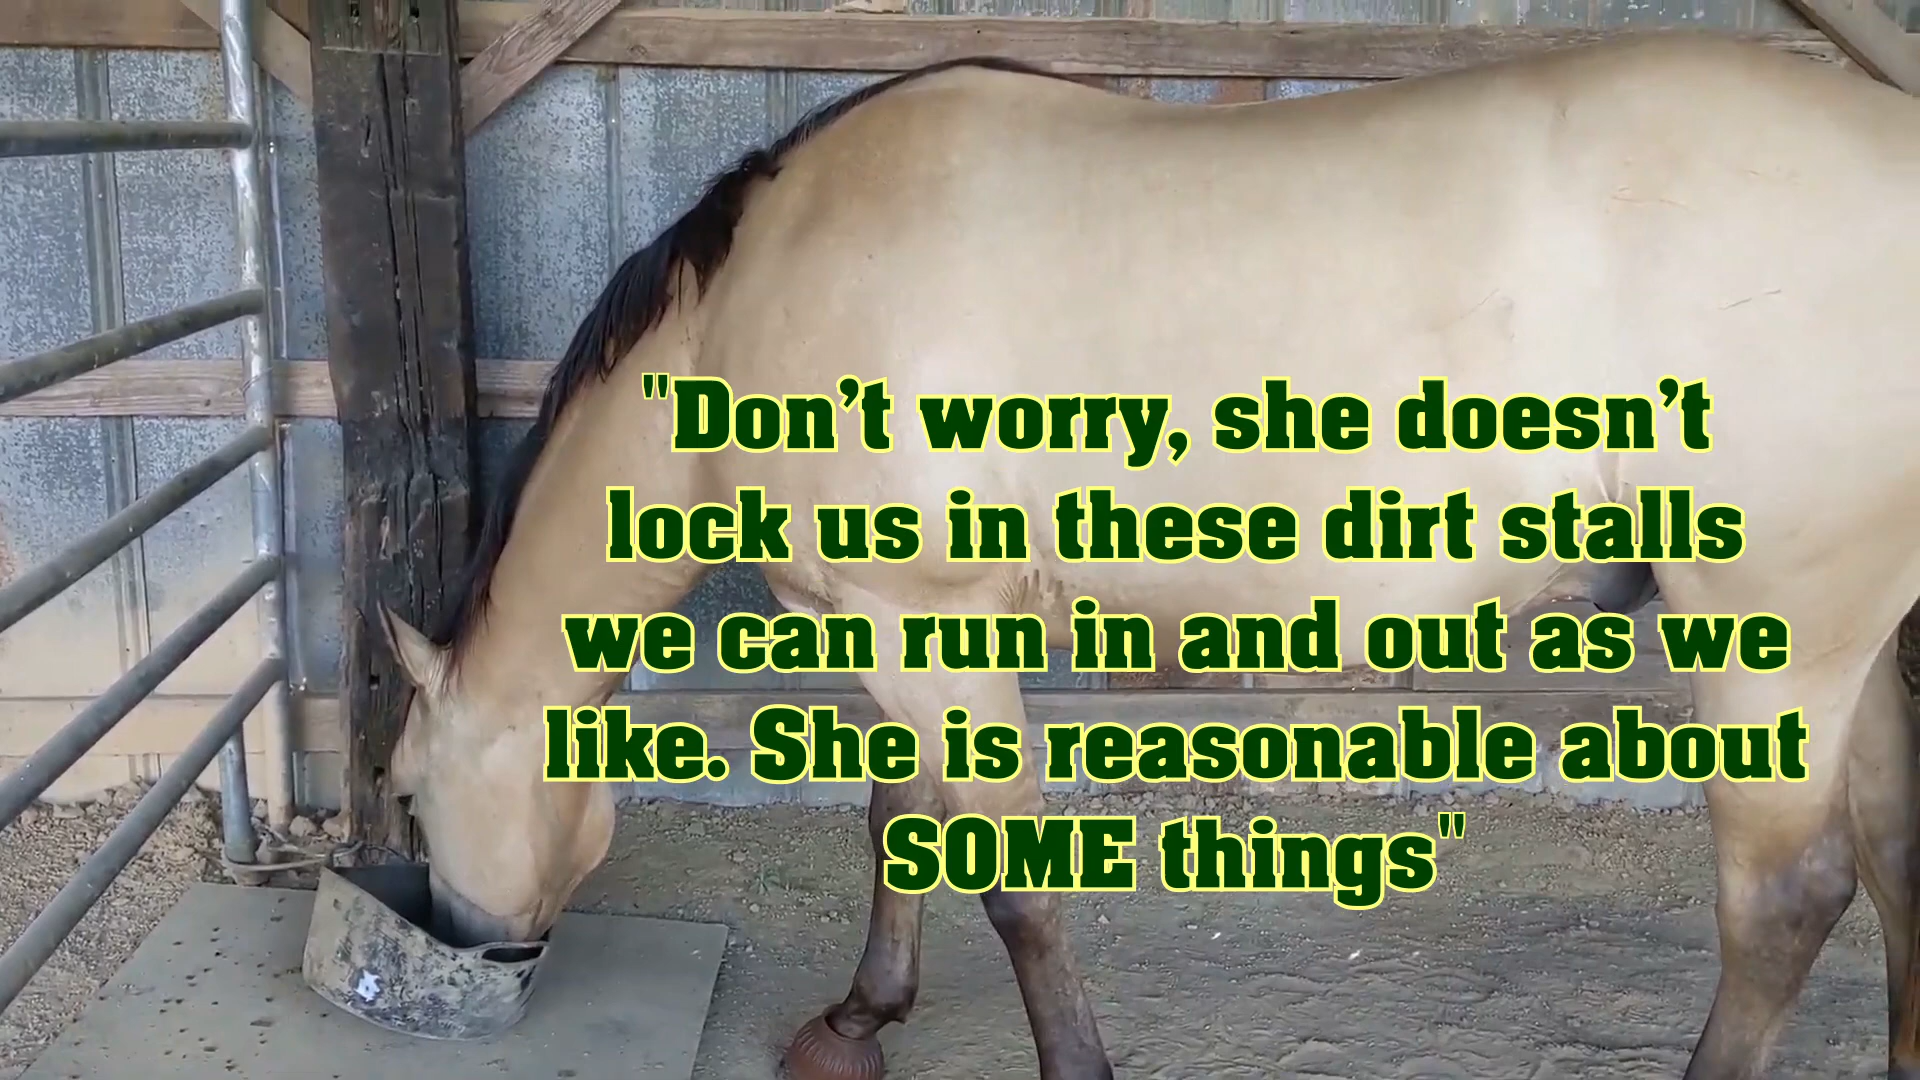 "Don’t worry, she doesn’t
lock us in these dirt stalls
we can run in and out as we
like. She is reasonable about
SOME things"